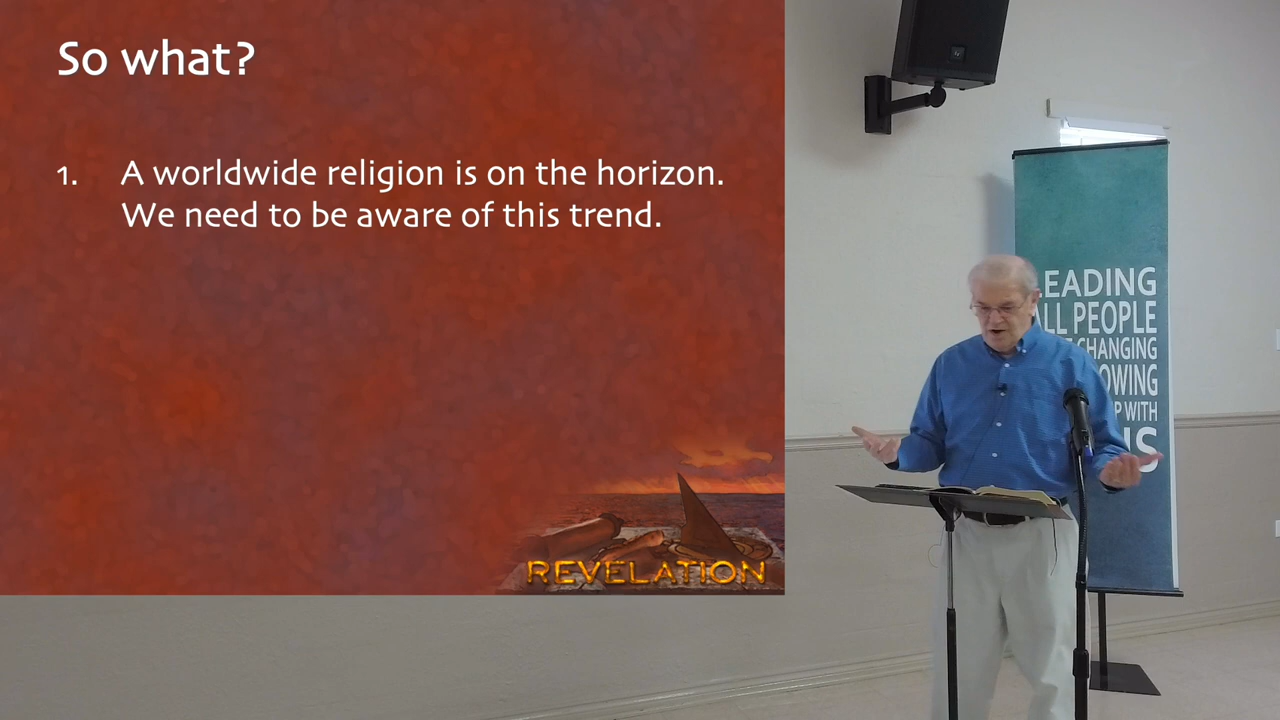 So what?
1. A worldwide religion is on the horizon.
We need to be aware of this trend.
REVELATION
EADING
ALL PEOPLE
CHANGING
OWING
P WITH